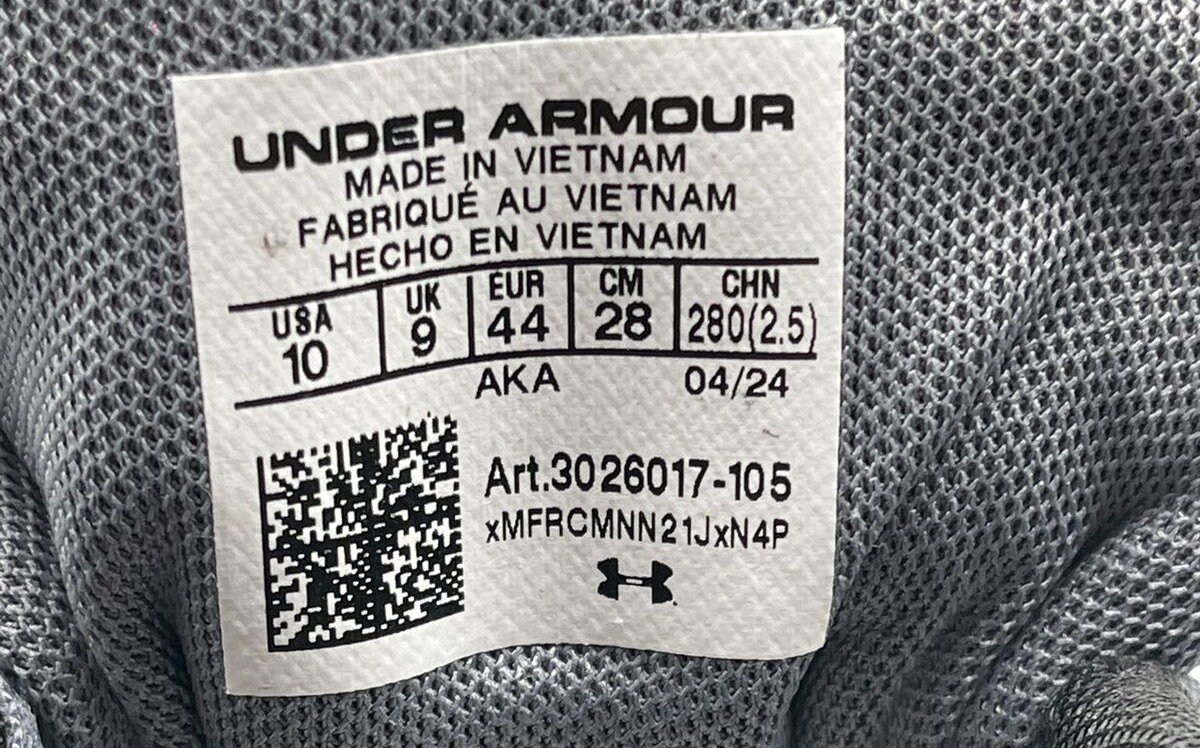 UNDER ARMOUR
MADE IN VIETNAM
FABRIQUÉ AU VIETNAM
HECHO EN VIETNAM
USA UK EUR CM CHN
10 9 44 28 280(2.5)
AKA 04/24
Art.3026017-105
xMFRCMNN21JxN4P